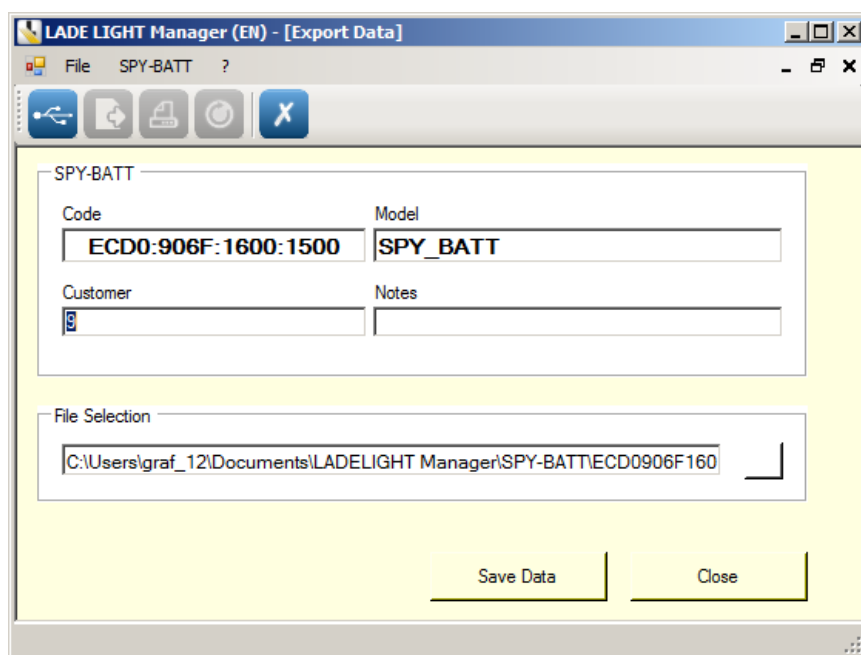 LADE LIGHT Manager (EN) - [Export Data]
File SPY-BATT ?
SPY-BATT
Code Model
ECD0:906F:1600:1500 SPY_BATT
Customer Notes
9
File Selection
C:\Users\graf_12\Documents\LADELIGHT Manager\SPY-BATT\ECD0906F160
Save Data Close